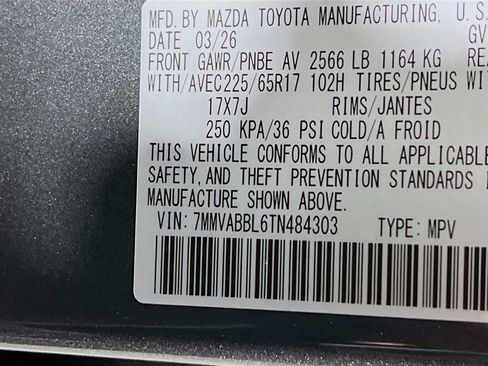 MFD. BY MAZDA TOYOTA MANUFACTURING, U.S.
DATE 03/26 GV
FRONT GAWR/PNBE AV 2566 LB 1164 KG REA
WITH/AVEC225/65R17 102H TIRES/PNEUS WIT
17X7J RIMS/JANTES
250 KPA/36 PSI COLD/A FROID
THIS VEHICLE CONFORMS TO ALL APPLICABLE
SAFETY, AND THEFT PREVENTION STANDARDS I
MANUFACTURE SHOWN ABOVE.
VIN: 7MMVABBL6TN484303 TYPE: MPV